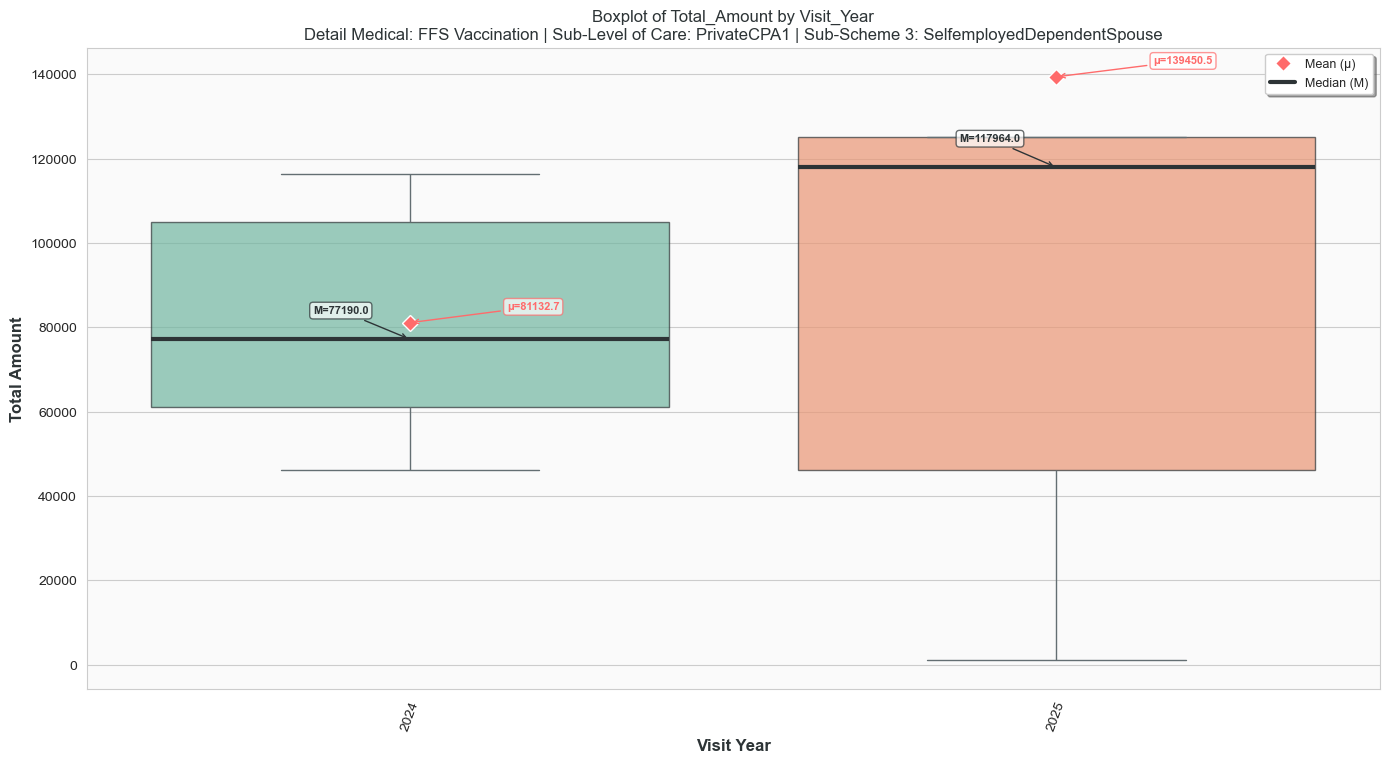 Boxplot of Total_Amount by Visit_Year
Detail Medical: FFS Vaccination | Sub-Level of Care: PrivateCPA1 | Sub-Scheme 3: SelfemployedDependentSpouse
Mean (μ)
Median (M)
μ=139450.5
M=117964.0
M=77190.0
μ=81132.7
140000
120000
100000
80000
60000
40000
20000
0
Total Amount
2024
2025
Visit Year